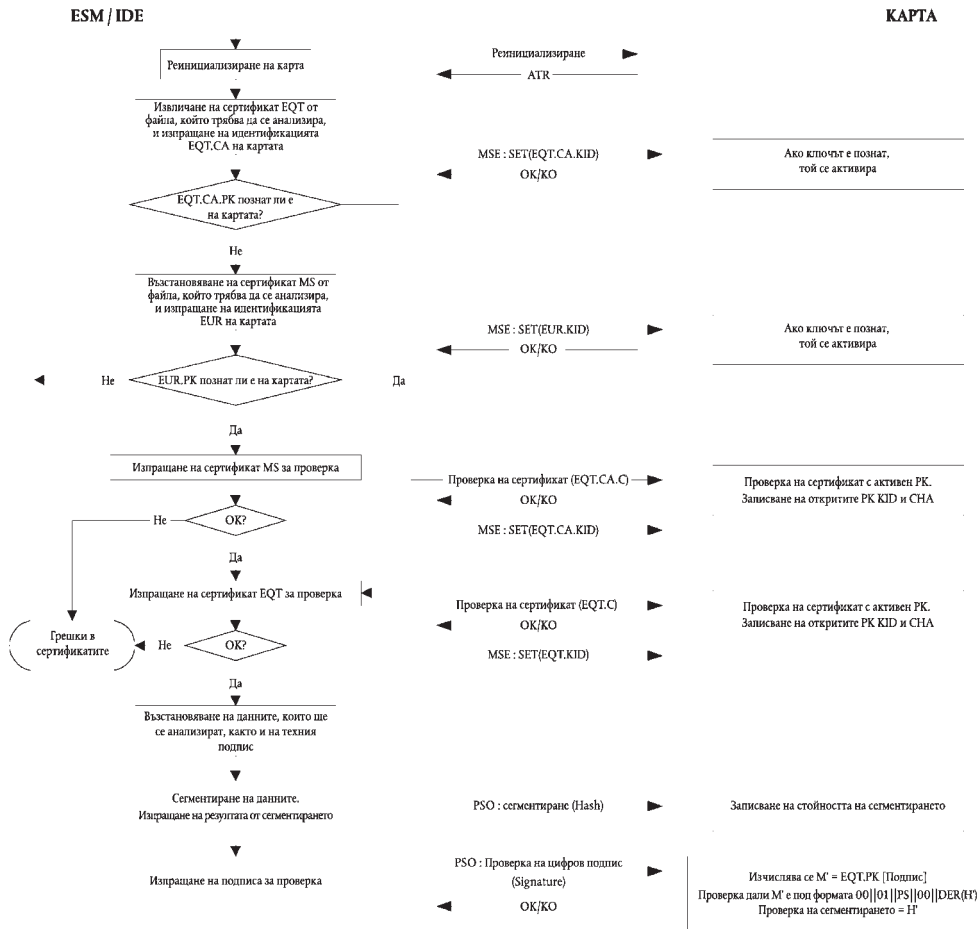 ESM / IDE
КАРТА
Реинициализиране на карта
Реинициализиране
ATR
Извличане на сертификат EQT от
файла, който трябва да се анализира,
и изпращане на идентификацията
EQT.CA на картата
MSE : SET(EQT.CA.KID)
OK/KO
Ако ключът е познат,
той се активира
EQT.CA.PK познат ли е
на картата?
Не
Възстановяване на сертификат MS от
файла, който трябва да се анализира,
и изпращане на идентификацията
EUR на картата
MSE : SET(EUR.KID)
OK/KO
Ако ключът е познат,
той се активира
Не
EUR.PK познат ли е на картата?
Да
Да
Изпращане на сертификат MS за проверка
Проверка на сертификат (EQT.CA.C)
OK/KO
Проверка на сертификат с активен PK.
Записване на откритите PK KID и CHA
Не
OK?
MSE : SET(EQT.CA.KID)
Да
Изпращане на сертификат EQT за проверка
Проверка на сертификат (EQT.C)
OK/KO
Проверка на сертификат с активен PK.
Записване на откритите PK KID и CHA
Грешки в
сертификатите
Не
OK?
MSE : SET(EQT.KID)
Да
Възстановяване на данните, които ще
се анализират, както и на техния
подпис
Сегментиране на данните.
Изпращане на резултата от сегментирането
PSO : сегментиране (Hash)
Записване на стойността на сегментирането
Изпращане на подписа за проверка
PSO : Проверка на цифров подпис
(Signature)
OK/KO
Изчислява се M' = EQT.PK [Подпис]
Проверка дали M' е под формата 00||01||PS||00||DER(H')
Проверка на сегментирането = H'